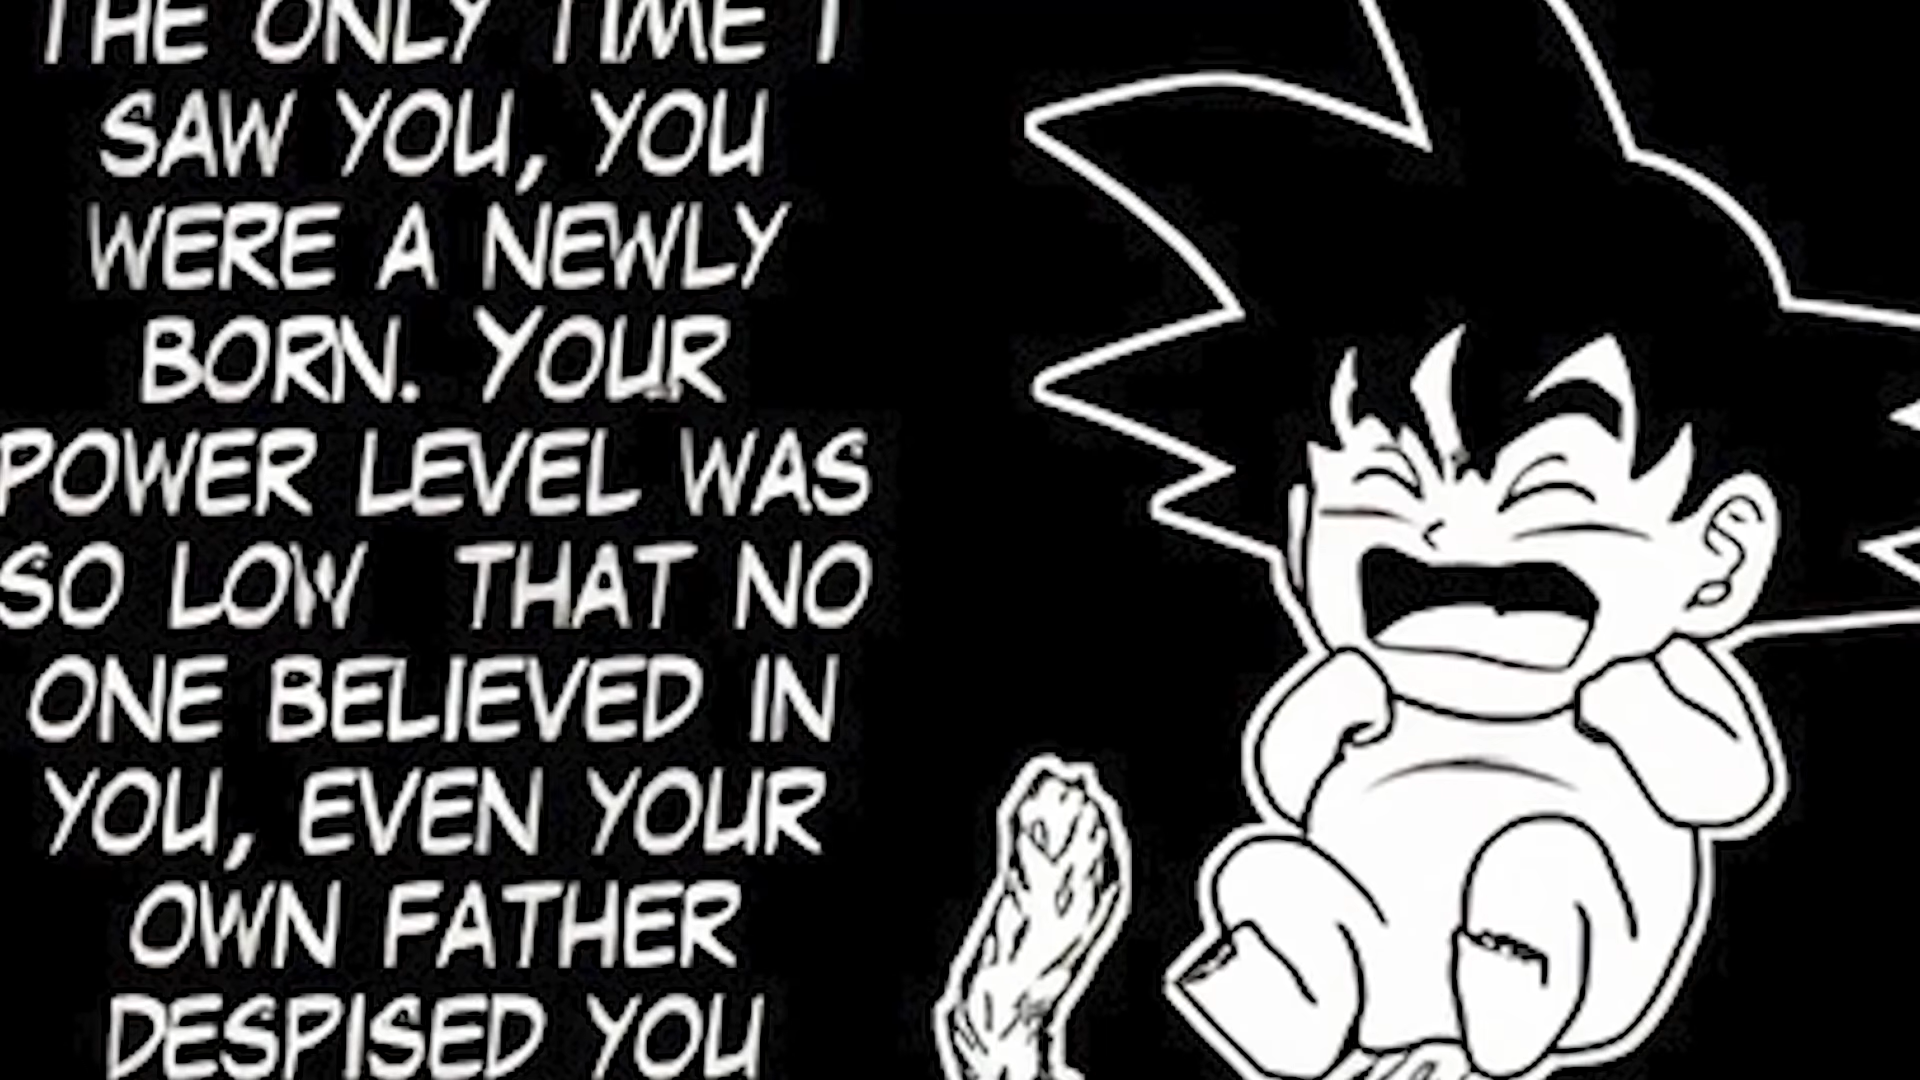 THE ONLY TIME I
SAW YOU, YOU
WERE A NEWLY
BORN. YOUR
POWER LEVEL WAS
SO LOW THAT NO
ONE BELIEVED IN
YOU, EVEN YOUR
OWN FATHER
DESPISED YOU